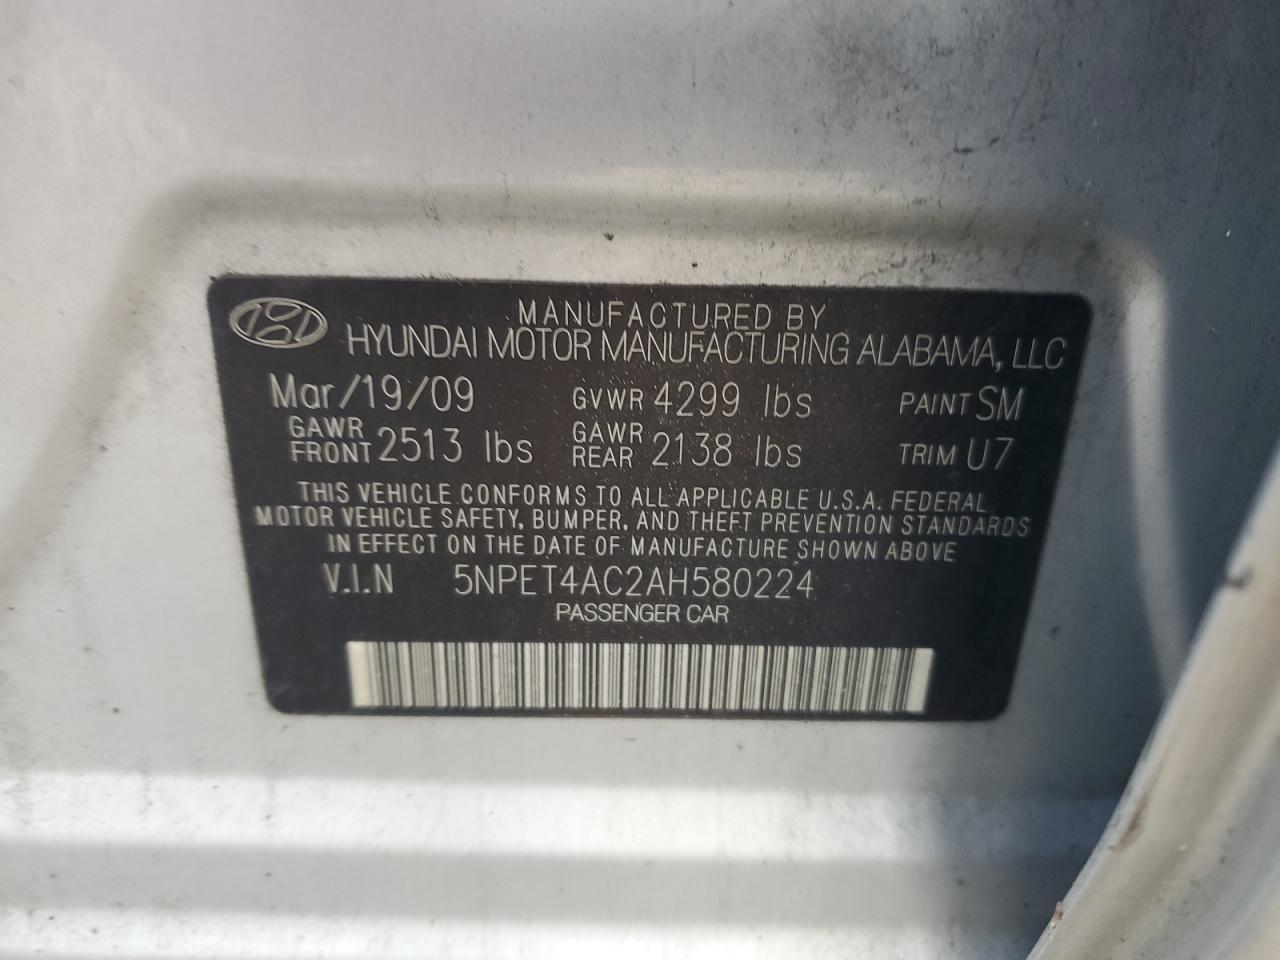 MANUFACTURED BY
HYUNDAI MOTOR MANUFACTURING ALABAMA, LLC
Mar/19/09 GVWR 4299 lbs PAINT SM
GAWR FRONT 2513 lbs GAWR REAR 2138 lbs TRIM U7
THIS VEHICLE CONFORMS TO ALL APPLICABLE U.S.A. FEDERAL
MOTOR VEHICLE SAFETY, BUMPER, AND THEFT PREVENTION STANDARDS
IN EFFECT ON THE DATE OF MANUFACTURE SHOWN ABOVE
V.I.N 5NPET4AC2AH580224
PASSENGER CAR